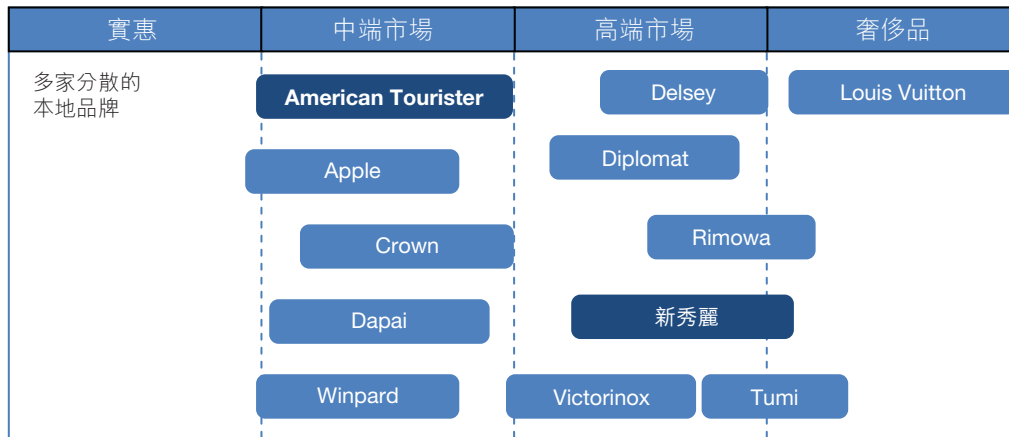 實惠
中端市場
高端市場
奢侈品
多家分散的
本地品牌
American Tourister
Delsey
Louis Vuitton
Apple
Diplomat
Crown
Rimowa
Dapai
新秀麗
Winpard
Victorinox
Tumi